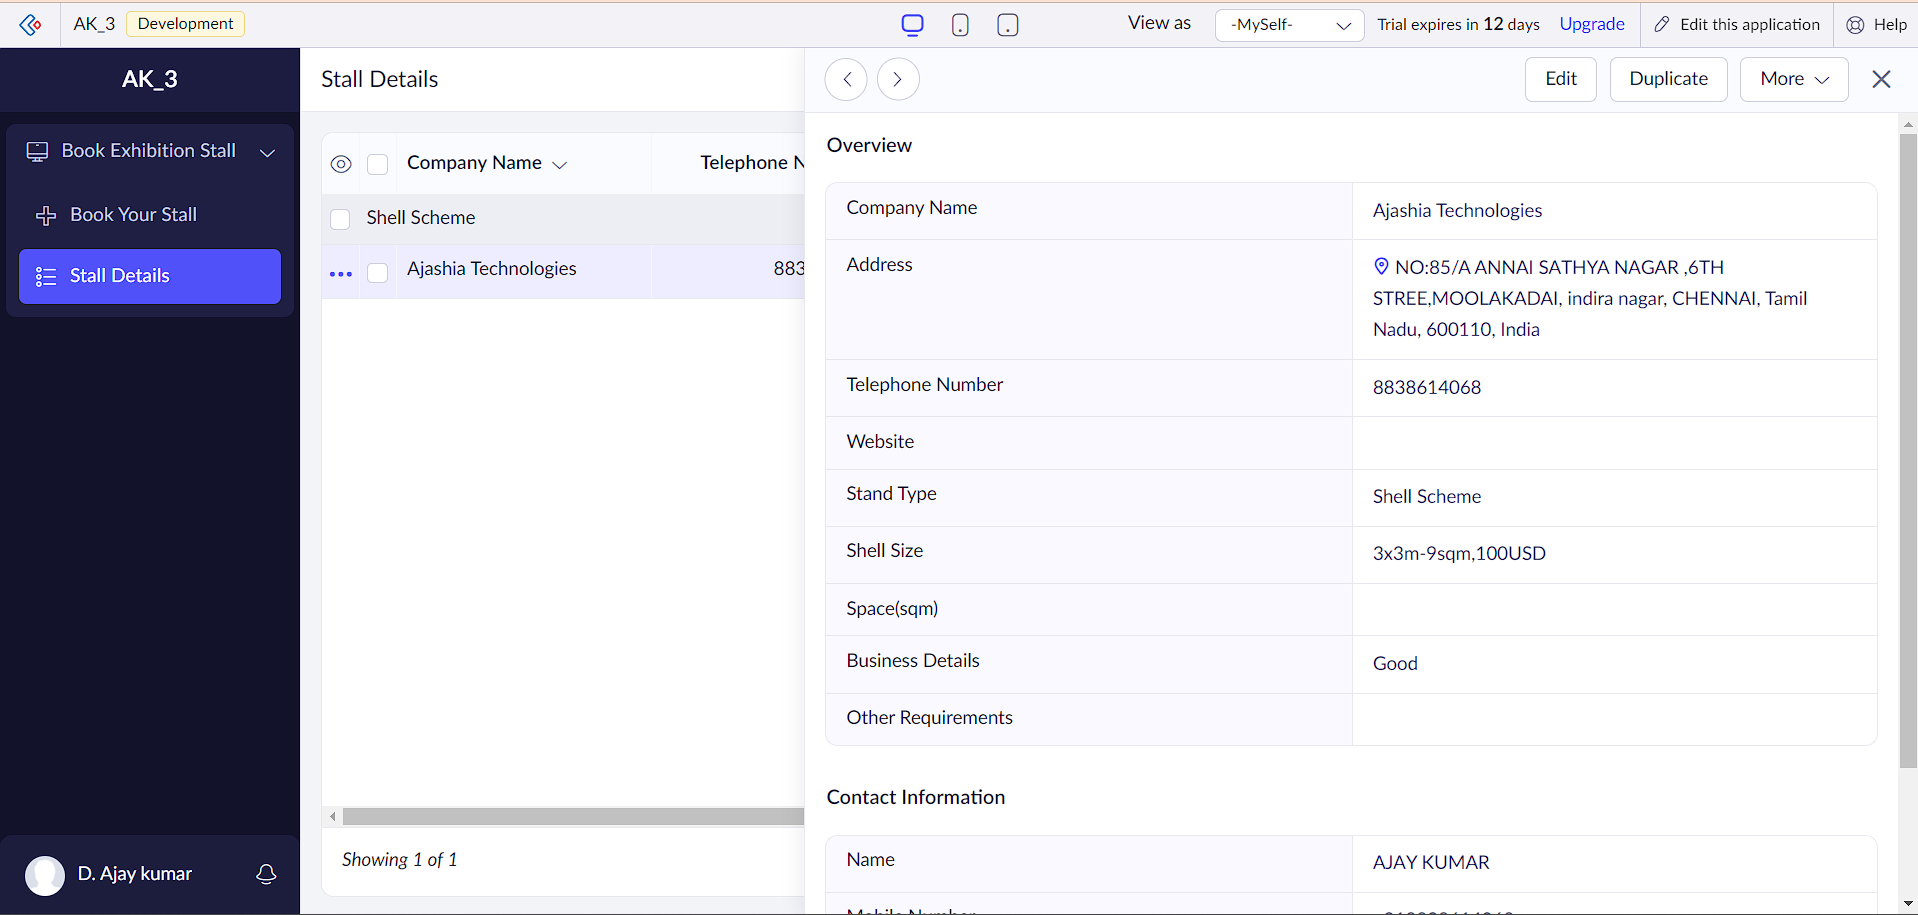 AK_3 Development View as -MySelf- Trial expires in 12 days Upgrade Edit this application Help
AK_3
Book Exhibition Stall
Book Your Stall
Stall Details
D. Ajay kumar
Stall Details
Company Name Telephone N
Shell Scheme
Ajashia Technologies 883
Showing 1 of 1
Edit Duplicate More
Overview
Company Name Ajashia Technologies
Address NO:85/A ANNAI SATHYA NAGAR ,6TH
STREE,MOOLAKADAI, indira nagar, CHENNAI, Tamil
Nadu, 600110, India
Telephone Number 8838614068
Website
Stand Type Shell Scheme
Shell Size 3x3m-9sqm,100USD
Space(sqm)
Business Details Good
Other Requirements
Contact Information
Name AJAY KUMAR
Mobile Number